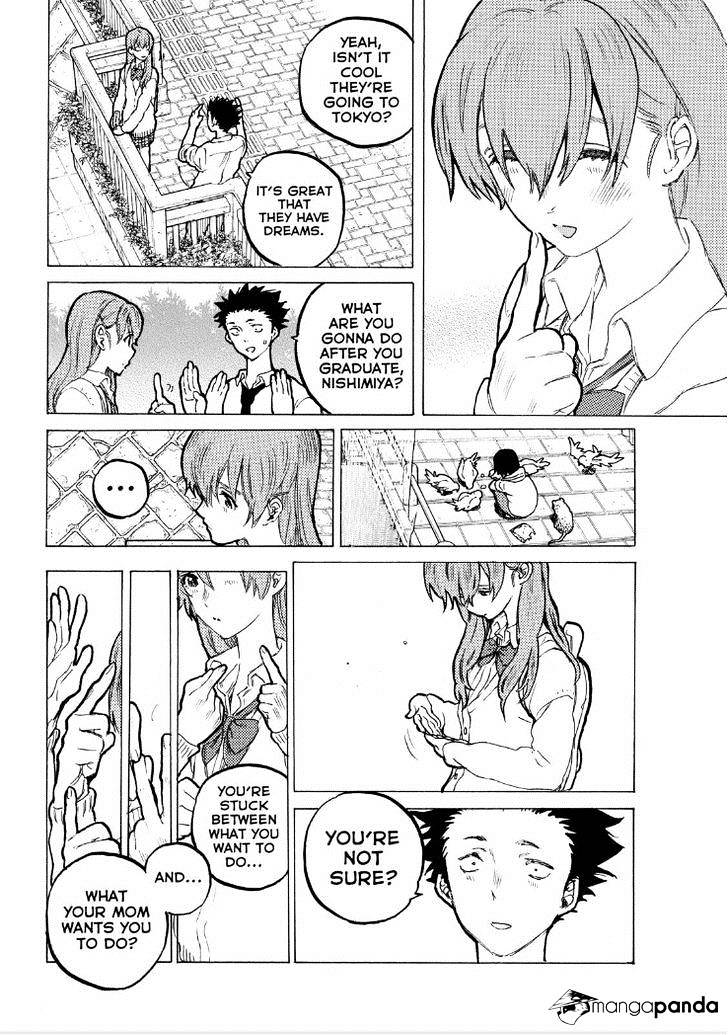 YEAH,
ISN'T IT
COOL
THEY'RE
GOING TO
TOKYO?
IT'S GREAT
THAT
THEY HAVE
DREAMS.
WHAT
ARE YOU
GONNA DO
AFTER YOU
GRADUATE,
NISHIMIYA?
...
YOU'RE
NOT
SURE?
YOU'RE
STUCK
BETWEEN
WHAT YOU
WANT TO
DO...
AND...
WHAT
YOUR MOM
WANTS YOU
TO DO?
mangapanda